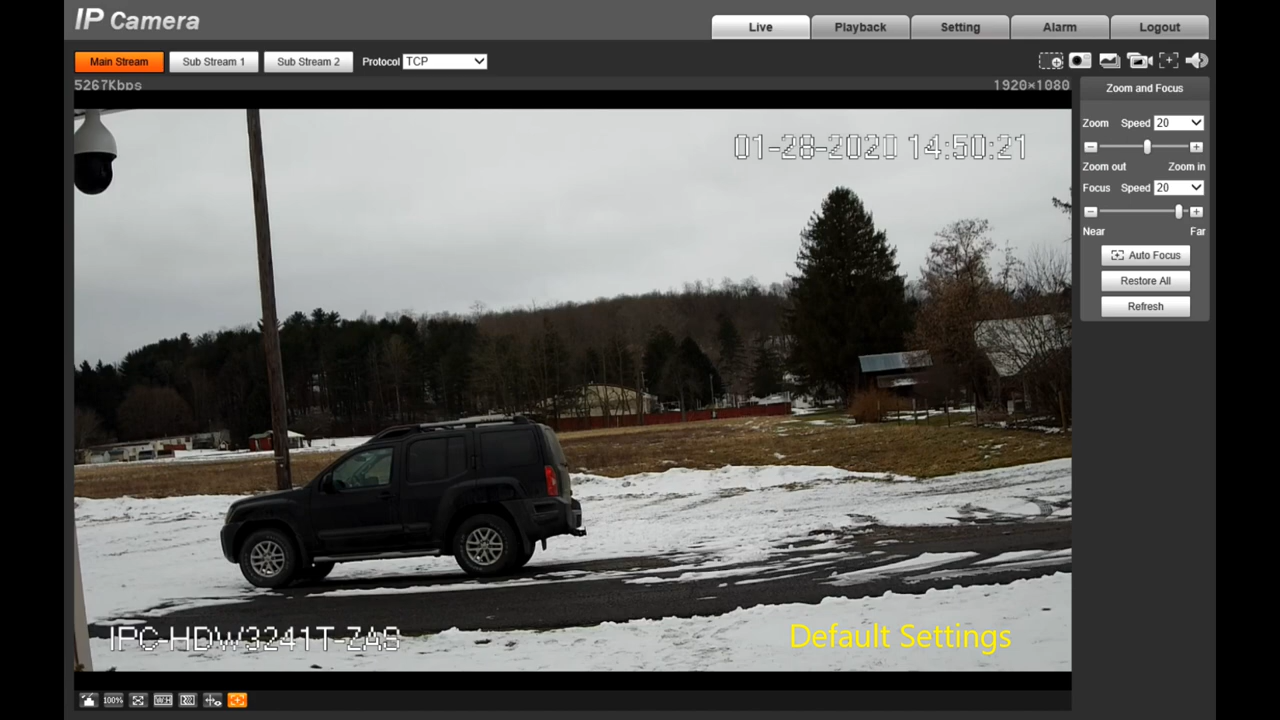 IP Camera
Live Playback Setting Alarm Logout
Main Stream Sub Stream 1 Sub Stream 2 Protocol TCP
5267Kbps 1920×1080
Zoom and Focus
01-28-2020 14:50:21
Zoom Speed 20
Zoom out Zoom in
Focus Speed 20
Near Far
Auto Focus
Restore All
Refresh
IPC-HDW3241T-ZAS
Default Settings
100%